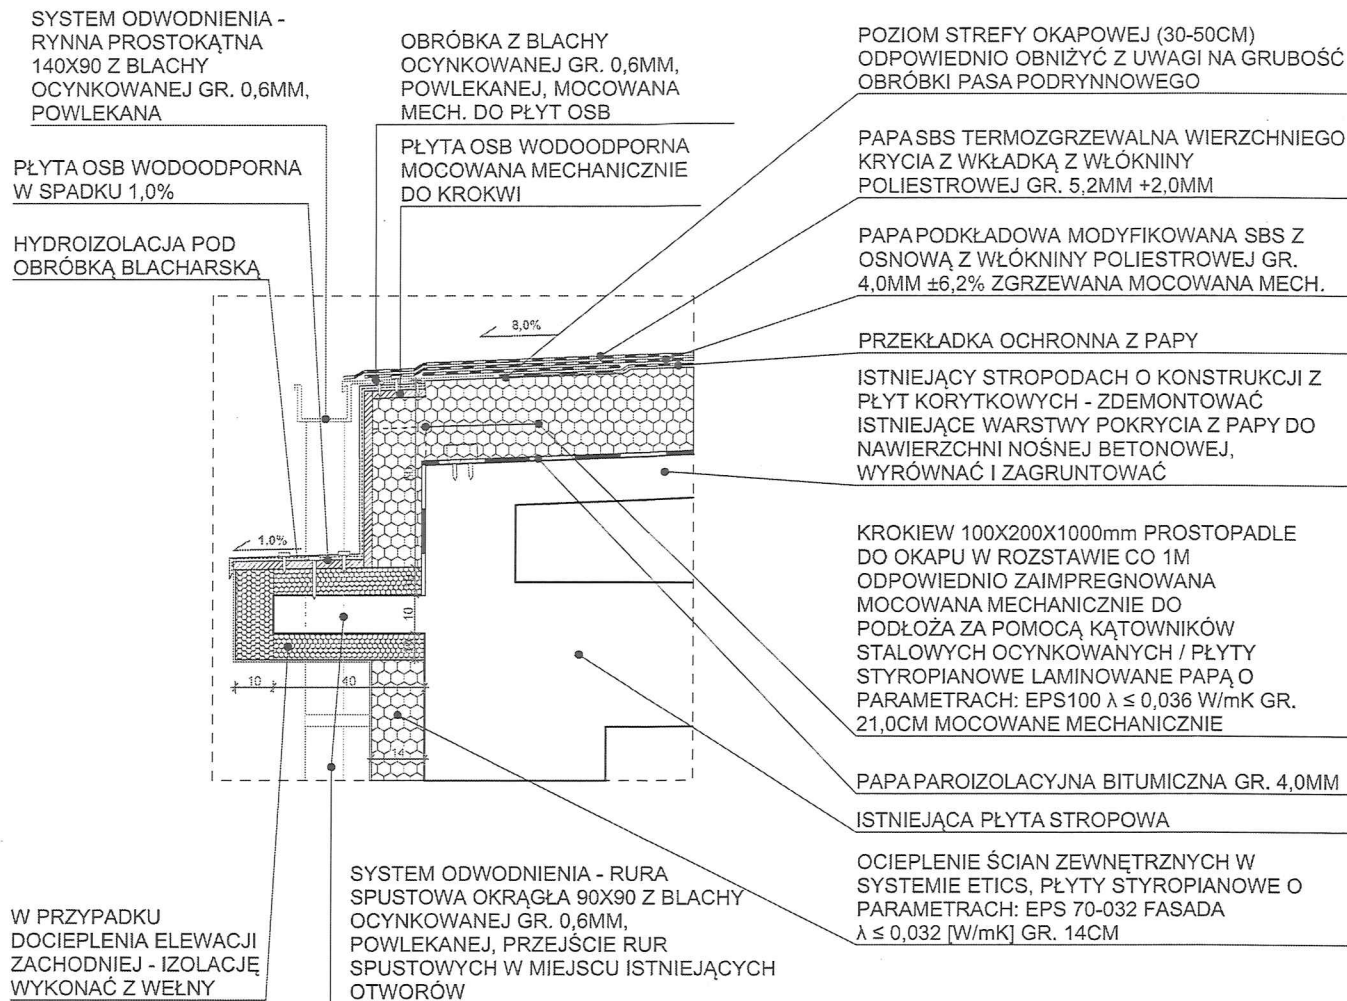 SYSTEM ODWODNIENIA -
RYNNA PROSTOKĄTNA
140X90 Z BLACHY
OCYNKOWANEJ GR. 0,6MM,
POWLEKANA
PŁYTA OSB WODOODPORNA
W SPADKU 1,0%
HYDROIZOLACJA POD
OBRÓBKĄ BLACHARSKĄ
OBRÓBKA Z BLACHY
OCYNKOWANEJ GR. 0,6MM,
POWLEKANEJ, MOCOWANA
MECH. DO PŁYT OSB
PŁYTA OSB WODOODPORNA
MOCOWANA MECHANICZNIE
DO KROKWI
POZIOM STREFY OKAPOWEJ (30-50CM)
ODPOWIEDNIO OBNIŻYĆ Z UWAGI NA GRUBOŚĆ
OBRÓBKI PASA PODRYNNOWEGO
PAPA SBS TERMOZGRZEWALNA WIERZCHNIEGO
KRYCIA Z WKŁADKĄ Z WŁÓKNINY
POLIESTROWEJ GR. 5,2MM +2,0MM
PAPA PODKŁADOWA MODYFIKOWANA SBS Z
OSNOWĄ Z WŁÓKNINY POLIESTROWEJ GR.
4,0MM ±6,2% ZGRZEWANA MOCOWANA MECH.
PRZEKŁADKA OCHRONNA Z PAPY
ISTNIEJĄCY STROPODACH O KONSTRUKCJI Z
PŁYT KORYTKOWYCH - ZDEMONTOWAĆ
ISTNIEJĄCE WARSTWY POKRYCIA Z PAPY DO
NAWIERZCHNI NOŚNEJ BETONOWEJ,
WYRÓWNAĆ I ZAGRUNTOWAĆ
KROKIEW 100X200X1000mm PROSTOPADLE
DO OKAPU W ROZSTAWIE CO 1M
ODPOWIEDNIO ZAIMPREGNOWANA
MOCOWANA MECHANICZNIE DO
PODŁOŻA ZA POMOCĄ KĄTOWNIKÓW
STALOWYCH OCYNKOWANYCH / PŁYTY
STYROPIANOWE LAMINOWANE PAPĄ O
PARAMETRACH: EPS100 λ ≤ 0,036 W/mK GR.
21,0CM MOCOWANE MECHANICZNIE
PAPA PAROIZOLACYJNA BITUMICZNA GR. 4,0MM
ISTNIEJĄCA PŁYTA STROPOWA
OCIEPLENIE ŚCIAN ZEWNĘTRZNYCH W
SYSTEMIE ETICS, PŁYTY STYROPIANOWE O
PARAMETRACH: EPS 70-032 FASADA
λ ≤ 0,032 [W/mK] GR. 14CM
8,0%
1,0%
10
10
40
14
W PRZYPADKU
DOCIEPLENIA ELEWACJI
ZACHODNIEJ - IZOLACJĘ
WYKONAĆ Z WEŁNY
SYSTEM ODWODNIENIA - RURA
SPUSTOWA OKRĄGŁA 90X90 Z BLACHY
OCYNKOWANEJ GR. 0,6MM,
POWLEKANEJ, PRZEJŚCIE RUR
SPUSTOWYCH W MIEJSCU ISTNIEJĄCYCH
OTWORÓW